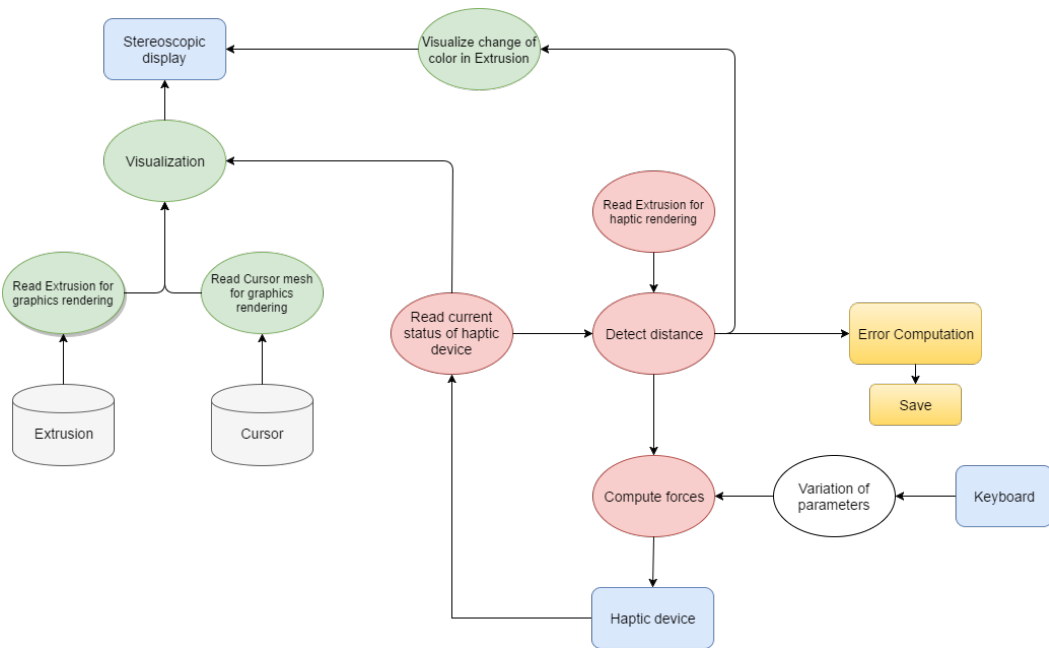 Stereoscopic
display
Visualize change of
color in Extrusion
Visualization
Read Extrusion for
haptic rendering
Read Extrusion for
graphics rendering
Read Cursor mesh
for graphics
rendering
Read current
status of haptic
device
Detect distance
Error Computation
Save
Extrusion
Cursor
Compute forces
Variation of
parameters
Keyboard
Haptic device